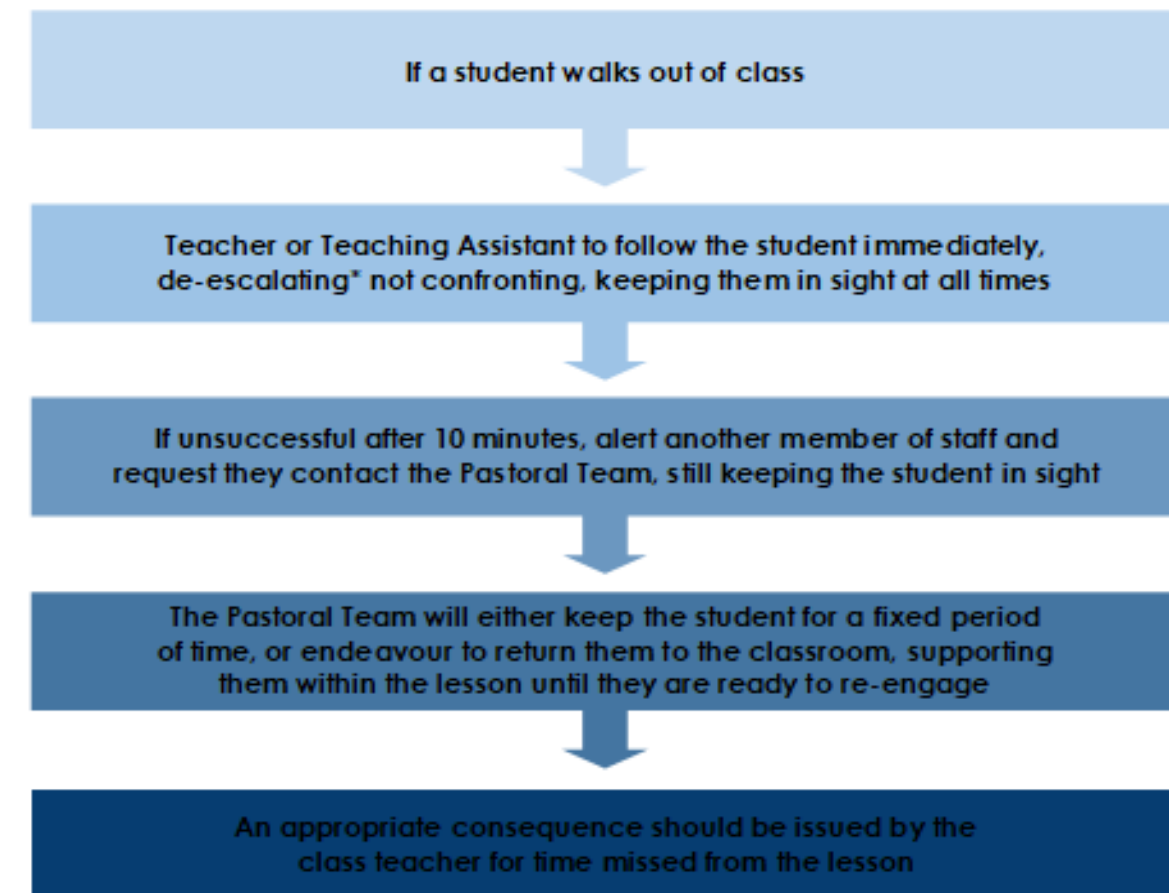 If a student walks out of class
Teacher or Teaching Assistant to follow the student immediately,
de-escalating* not confronting, keeping them in sight at all times
If unsuccessful after 10 minutes, alert another member of staff and
request they contact the Pastoral Team, still keeping the student in sight
The Pastoral Team will either keep the student for a fixed period
of time, or endeavour to return them to the classroom, supporting
them within the lesson until they are ready to re-engage
An appropriate consequence should be issued by the
class teacher for time missed from the lesson